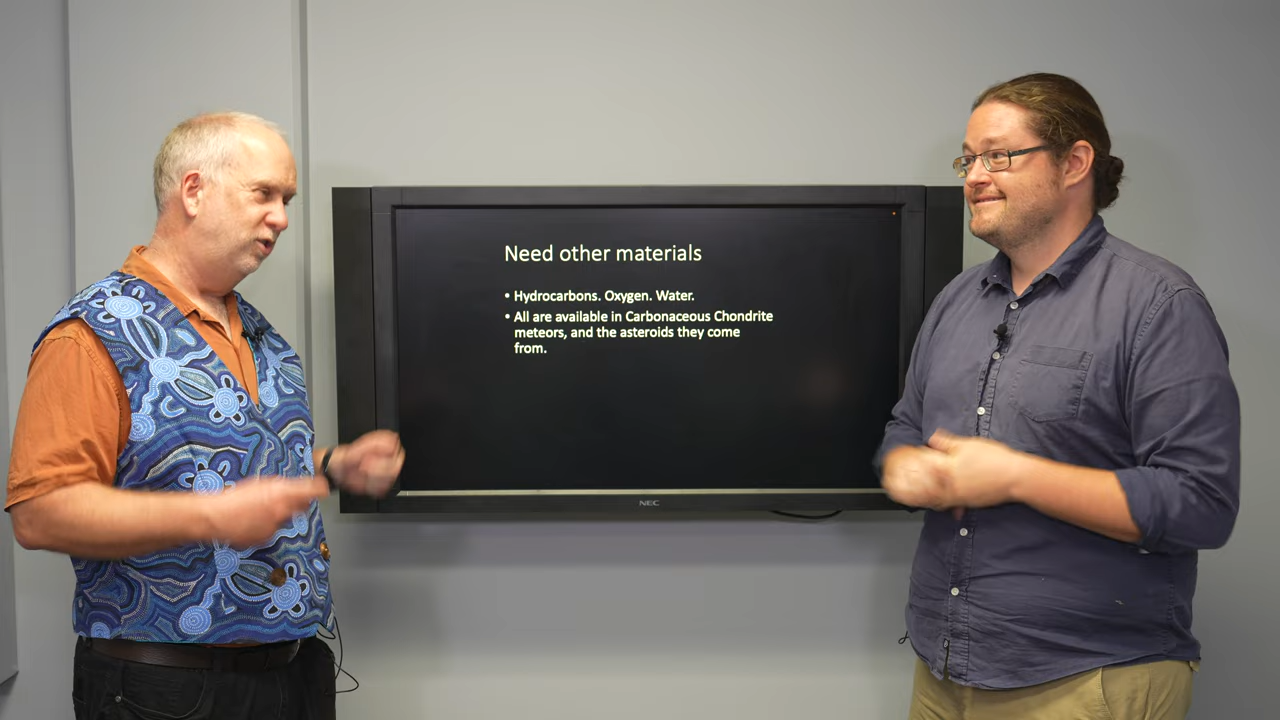 Need other materials
• Hydrocarbons. Oxygen. Water.
• All are available in Carbonaceous Chondrite
meteors, and the asteroids they come
from.
NEC